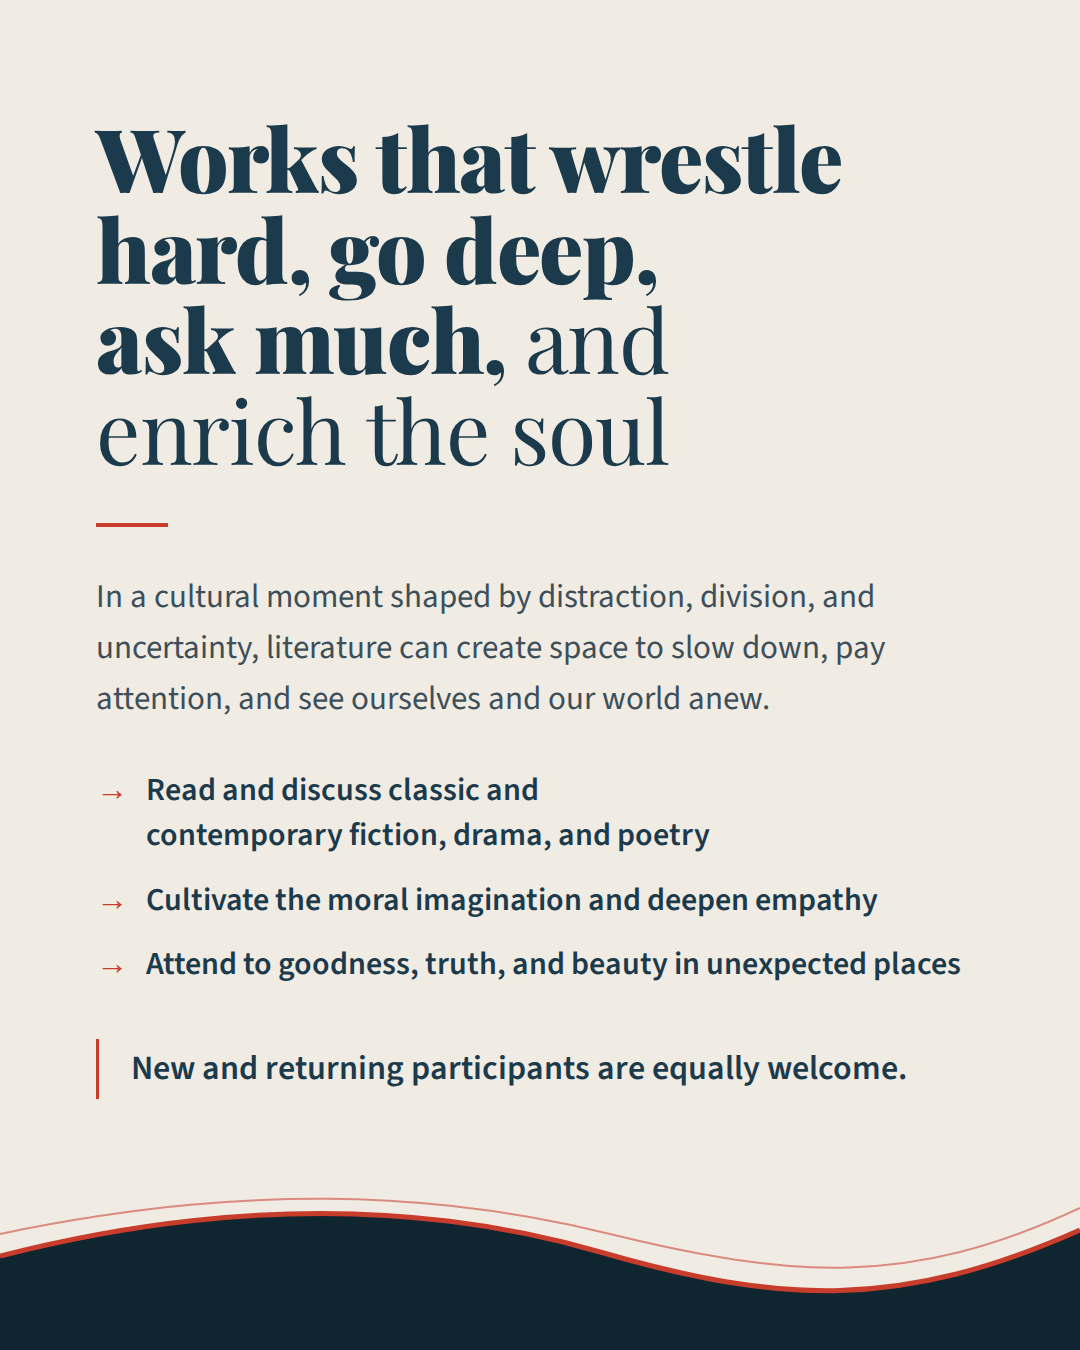 Works that wrestle
hard, go deep,
ask much, and
enrich the soul
In a cultural moment shaped by distraction, division, and
uncertainty, literature can create space to slow down, pay
attention, and see ourselves and our world anew.
→ Read and discuss classic and
contemporary fiction, drama, and poetry
→ Cultivate the moral imagination and deepen empathy
→ Attend to goodness, truth, and beauty in unexpected places
New and returning participants are equally welcome.